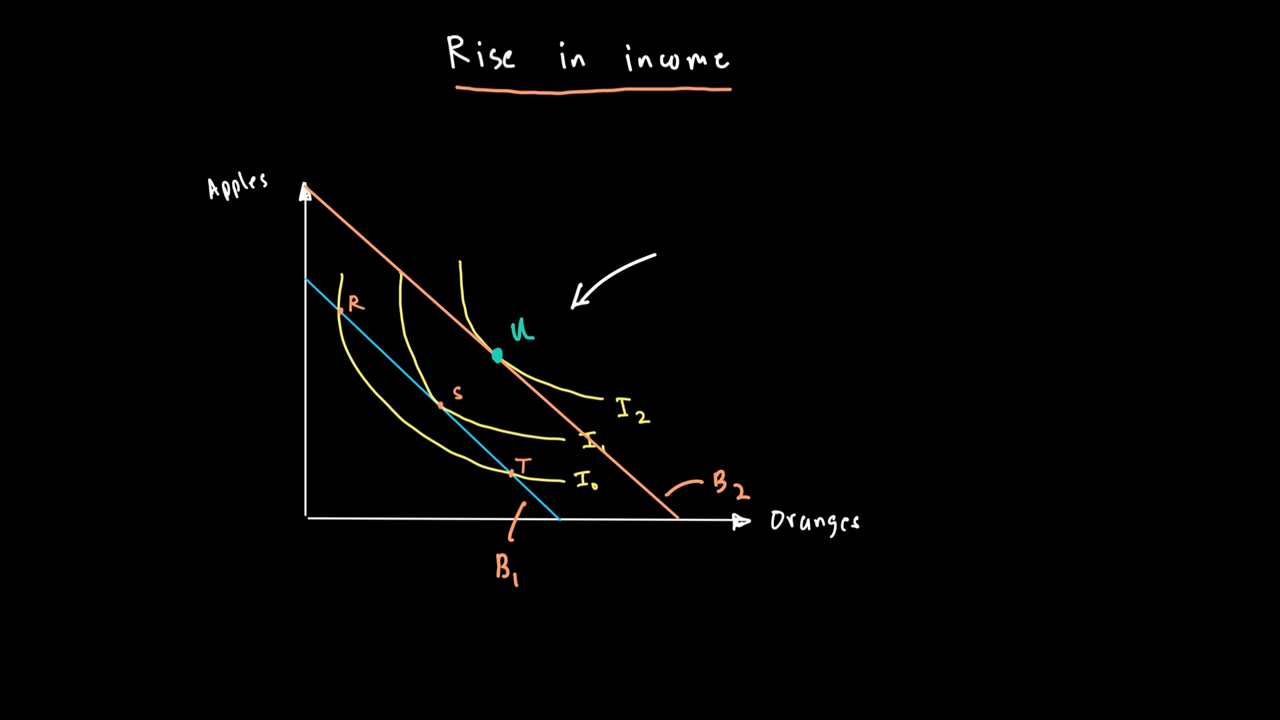 Rise in income
Apples
R
U
S
I2
I1
T
I0
B2
Oranges
B1